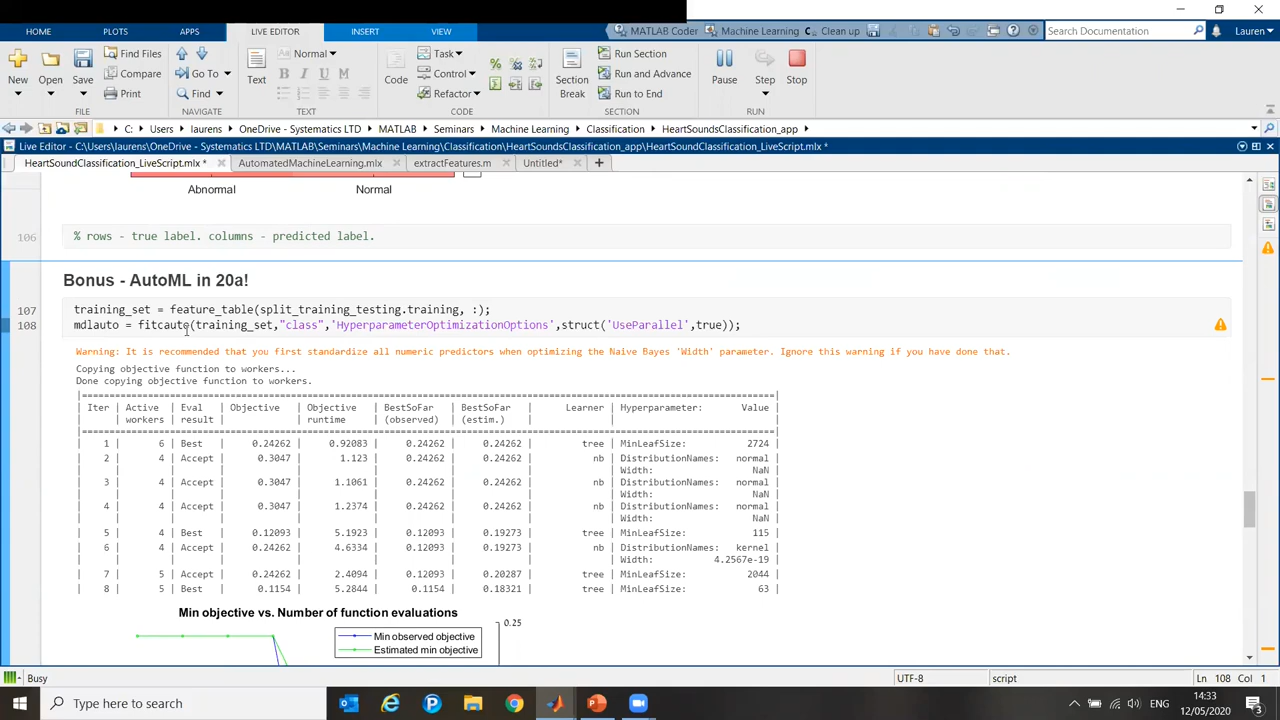 HOME PLOTS APPS LIVE EDITOR INSERT VIEW MATLAB Coder Machine Learning Clean up Search Documentation Lauren
New Open Save Find Files Compare Print Go To Find Text Normal B I U M Code Task Control Refactor Section Break Run Section Run and Advance Run to End Pause Step Stop
FILE NAVIGATE TEXT CODE SECTION RUN
C: Users laurens OneDrive - Systematics LTD MATLAB Seminars Machine Learning Classification HeartSoundsClassification_app
Live Editor - C:\Users\laurens\OneDrive - Systematics LTD\MATLAB\Seminars\Machine Learning\Classification\HeartSoundsClassification_app\HeartSoundClassification_LiveScript.mlx *
HeartSoundClassification_LiveScript.mlx * AutomatedMachineLearning.mlx extractFeatures.m Untitled*
Abnormal Normal
106 % rows - true label. columns - predicted label.
Bonus - AutoML in 20a!
107 training_set = feature_table(split_training_testing.training, :);
108 mdlauto = fitcauto(training_set,"class",'HyperparameterOptimizationOptions',struct('UseParallel',true));
Warning: It is recommended that you first standardize all numeric predictors when optimizing the Naive Bayes 'Width' parameter. Ignore this warning if you have done that.
Copying objective function to workers...
Done copying objective function to workers.
|==============================================================================================|
| Iter | Active | Eval | Objective | Objective | BestSoFar | BestSoFar | Learner | Hyperparameter: Value |
| | workers | result | | runtime | (observed) | (estim.) | | |
|==============================================================================================|
| 1 | 6 | Best | 0.24262 | 0.92083 | 0.24262 | 0.24262 | tree | MinLeafSize: 2724 |
| 2 | 4 | Accept | 0.3047 | 1.123 | 0.24262 | 0.24262 | nb | DistributionNames: normal |
| | | | | | | | | Width: NaN |
| 3 | 4 | Accept | 0.3047 | 1.1061 | 0.24262 | 0.24262 | nb | DistributionNames: normal |
| | | | | | | | | Width: NaN |
| 4 | 4 | Accept | 0.3047 | 1.2374 | 0.24262 | 0.24262 | nb | DistributionNames: normal |
| | | | | | | | | Width: NaN |
| 5 | 4 | Best | 0.12093 | 5.1923 | 0.12093 | 0.19273 | tree | MinLeafSize: 115 |
| 6 | 4 | Accept | 0.24262 | 4.6334 | 0.12093 | 0.19273 | nb | DistributionNames: kernel |
| | | | | | | | | Width: 4.2567e-19 |
| 7 | 5 | Accept | 0.24262 | 2.4094 | 0.12093 | 0.20287 | tree | MinLeafSize: 2044 |
| 8 | 5 | Best | 0.1154 | 5.2844 | 0.1154 | 0.18321 | tree | MinLeafSize: 63 |
Min objective vs. Number of function evaluations
0.25
Min observed objective
Estimated min objective
Busy UTF-8 script Ln 108 Col 1
Type here to search ENG 14:33
12/05/2020 3